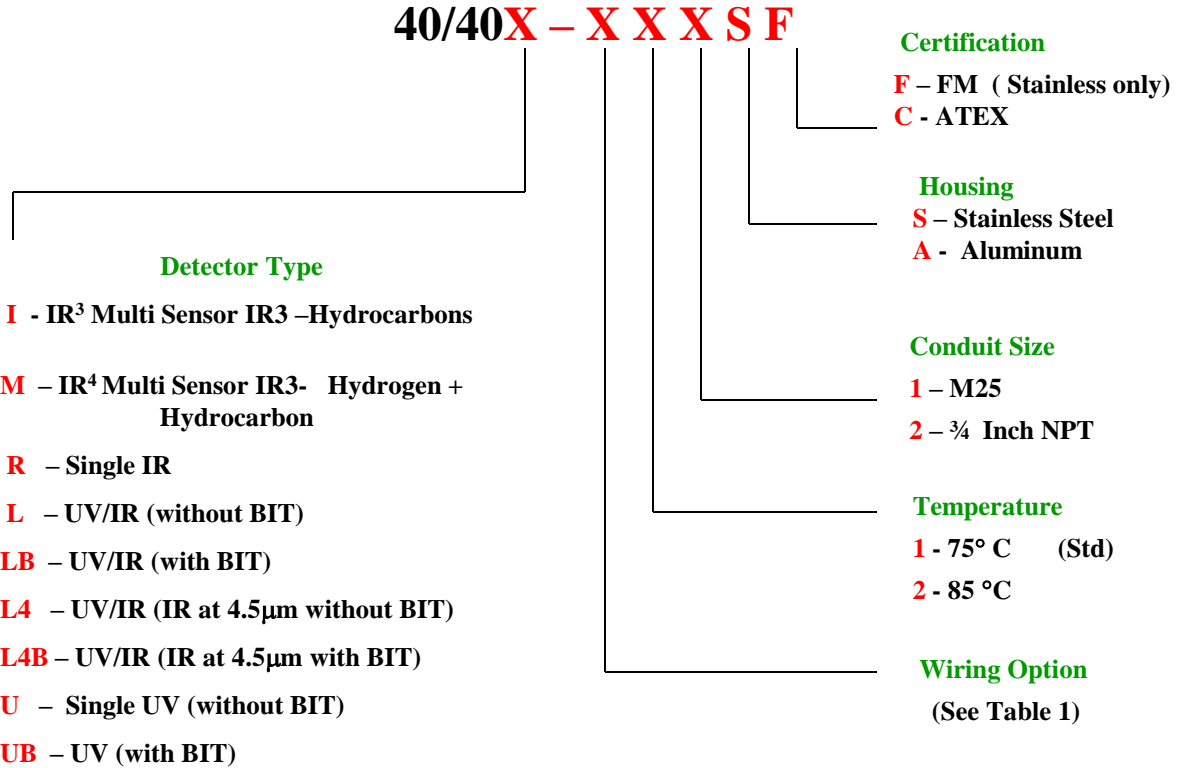 40/40X – X X X S F
Certification
F – FM ( Stainless only)
C - ATEX
Housing
S – Stainless Steel
A - Aluminum
Conduit Size
1 – M25
2 – ¾ Inch NPT
Temperature
1 - 75° C (Std)
2 - 85 °C
Wiring Option
(See Table 1)
Detector Type
I - IR³ Multi Sensor IR3 –Hydrocarbons
M – IR⁴ Multi Sensor IR3- Hydrogen +
Hydrocarbon
R – Single IR
L – UV/IR (without BIT)
LB – UV/IR (with BIT)
L4 – UV/IR (IR at 4.5μm without BIT)
L4B – UV/IR (IR at 4.5μm with BIT)
U – Single UV (without BIT)
UB – UV (with BIT)